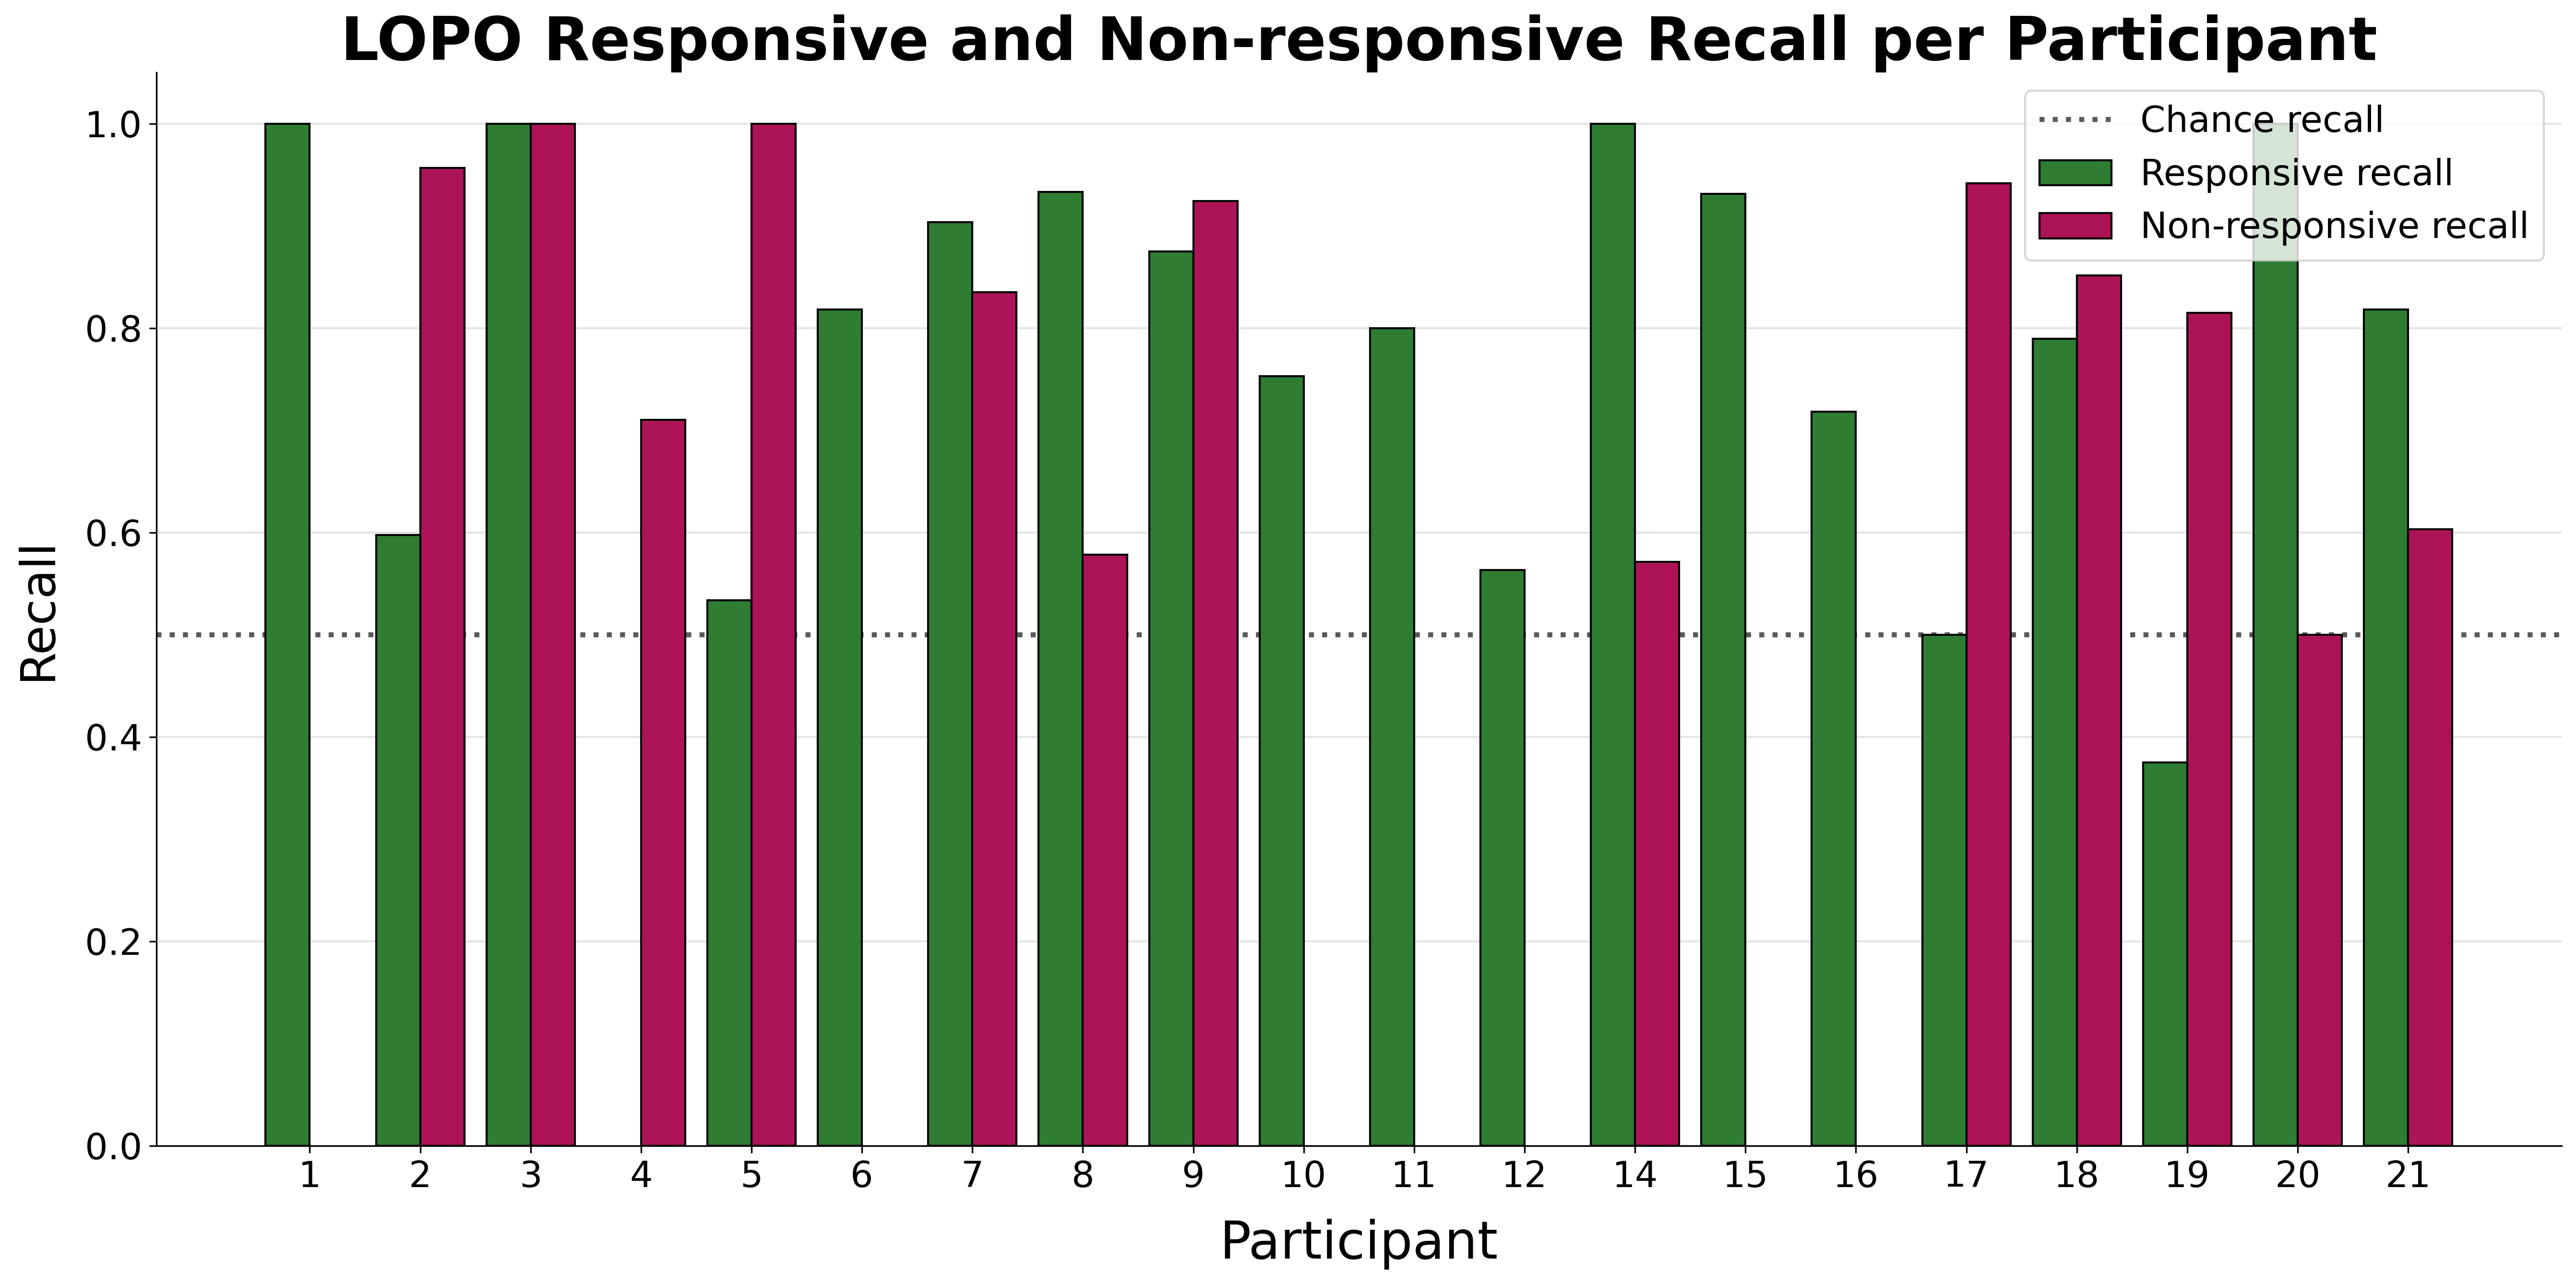 LOPO Responsive and Non-responsive Recall per Participant
Chance recall
Responsive recall
Non-responsive recall
Recall
1.0
0.8
0.6
0.4
0.2
0.0
1 2 3 4 5 6 7 8 9 10 11 12 14 15 16 17 18 19 20 21
Participant